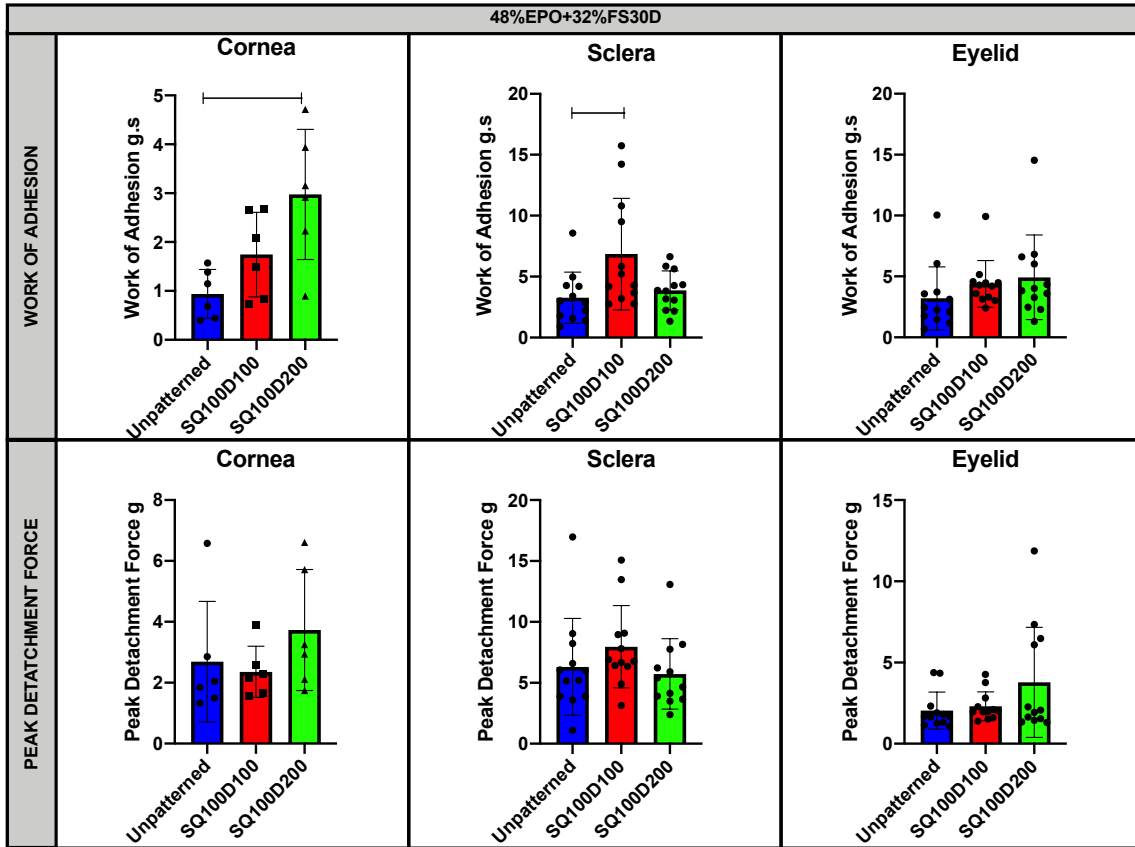 48%EPO+32%FS30D
WORK OF ADHESION
Cornea
Work of Adhesion g.s
5
4
3
2
1
0
Unpatterned
SQ100D100
SQ100D200
Sclera
Work of Adhesion g.s
20
15
10
5
0
Unpatterned
SQ100D100
SQ100D200
Eyelid
Work of Adhesion g.s
20
15
10
5
0
Unpatterned
SQ100D100
SQ100D200
PEAK DETATCHMENT FORCE
Cornea
Peak Detachment Force g
8
6
4
2
0
Unpatterned
SQ100D100
SQ100D200
Sclera
Peak Detachment Force g
20
15
10
5
0
Unpatterned
SQ100D100
SQ100D200
Eyelid
Peak Detachment Force g
15
10
5
0
Unpatterned
SQ100D100
SQ100D200